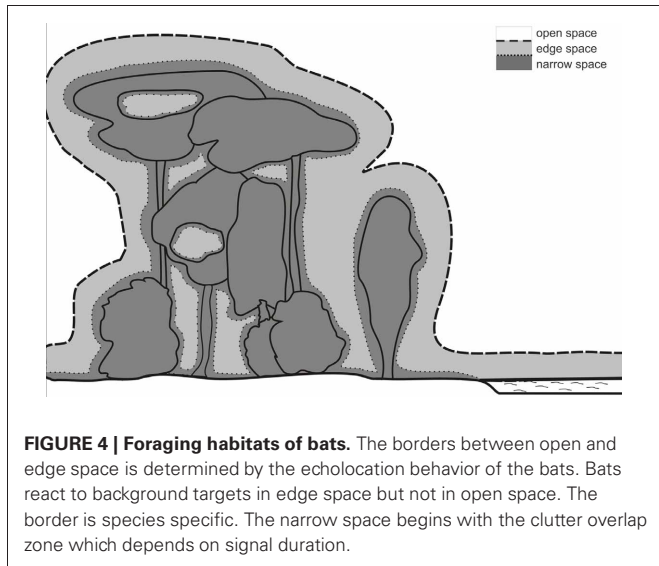 open space
edge space
narrow space
FIGURE 4 | Foraging habitats of bats. The borders between open and
edge space is determined by the echolocation behavior of the bats. Bats
react to background targets in edge space but not in open space. The
border is species specific. The narrow space begins with the clutter overlap
zone which depends on signal duration.